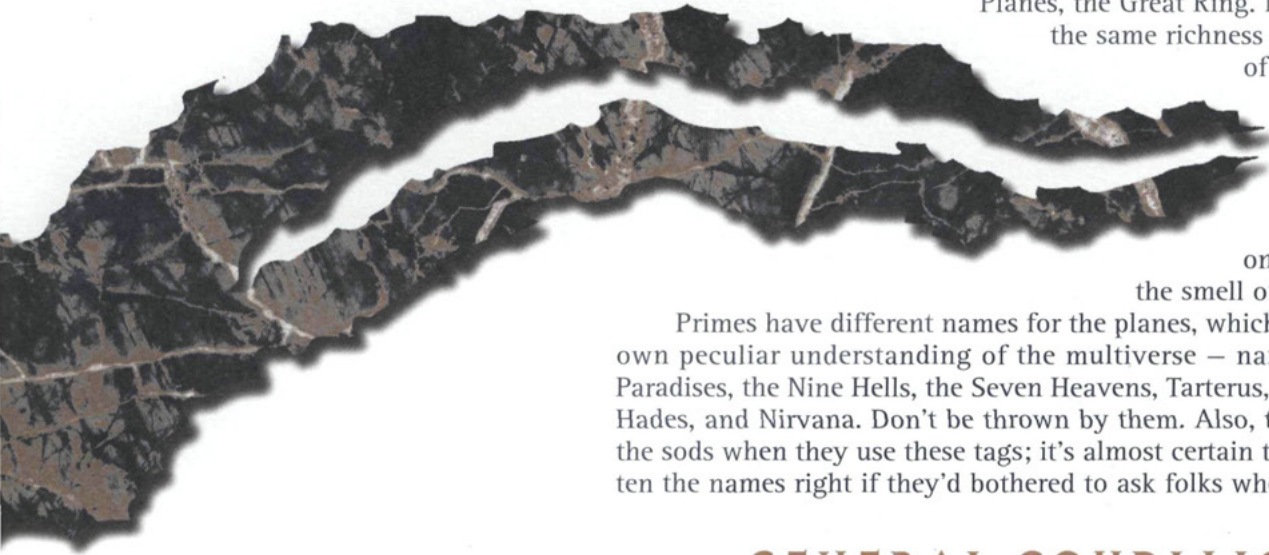 Planes, the Great Ring.
the same richness
of
on
the smell o
Primes have different names for the planes, which
own peculiar understanding of the multiverse — na
Paradises, the Nine Hells, the Seven Heavens, Tarterus,
Hades, and Nirvana. Don't be thrown by them. Also, t
the sods when they use these tags; it's almost certain t
ten the names right if they'd bothered to ask folks wh